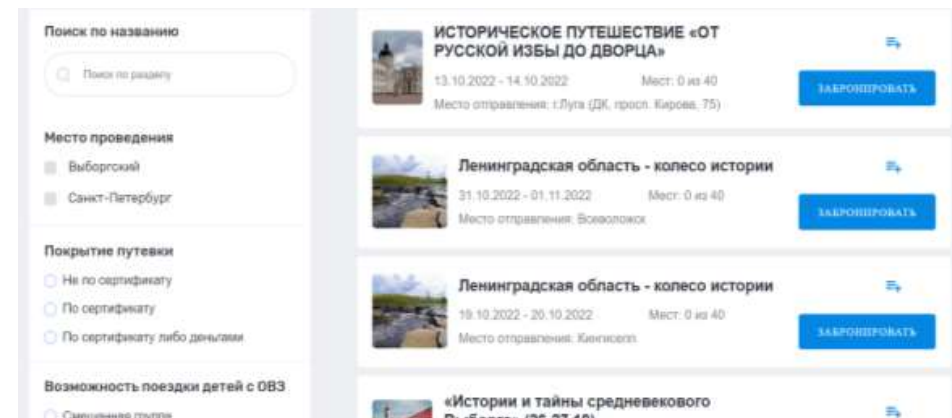 Поиск по названию
Поиск по разделу
Место проведения
Выборгский
Санкт-Петербург
Покрытие путевки
Не по сертификату
По сертификату
По сертификату либо деньгами
Возможность поездки детей с ОВЗ
Смешанная группа
ИСТОРИЧЕСКОЕ ПУТЕШЕСТВИЕ «ОТ
РУССКОЙ ИЗБЫ ДО ДВОРЦА»
13.10.2022 - 14.10.2022 Мест: 0 из 40
Место отправления: г.Луга (ДК, просп. Кирова, 75)
ЗАБРОНИРОВАТЬ
Ленинградская область - колесо истории
31.10.2022 - 01.11.2022 Мест: 0 из 40
Место отправления: Всеволожск
ЗАБРОНИРОВАТЬ
Ленинградская область - колесо истории
19.10.2022 - 20.10.2022 Мест: 0 из 40
Место отправления: Кингисепп
ЗАБРОНИРОВАТЬ
«Истории и тайны средневекового